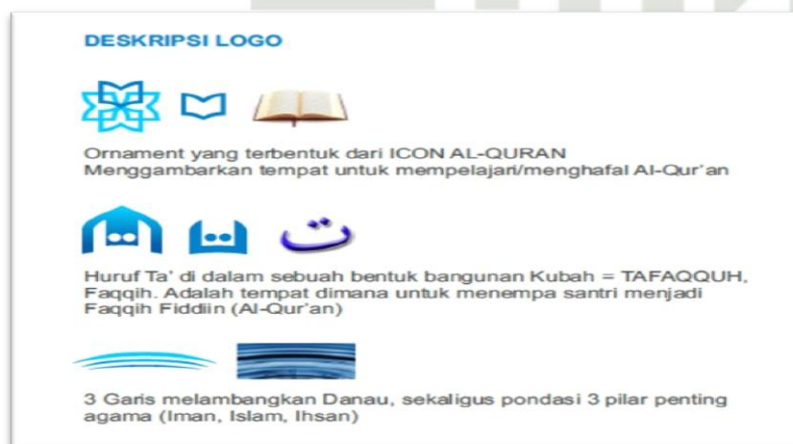 DESKRIPSI LOGO
ت
Ornament yang terbentuk dari ICON AL-QURAN
Menggambarkan tempat untuk mempelajari/menghafal Al-Qur'an
Huruf Ta' di dalam sebuah bentuk bangunan Kubah = TAFAQQUH,
Faqqih. Adalah tempat dimana untuk menempa santri menjadi
Faqqih Fiddiin (Al-Qur'an)
3 Garis melambangkan Danau, sekaligus pondasi 3 pilar penting
agama (Iman, Islam, Ihsan)